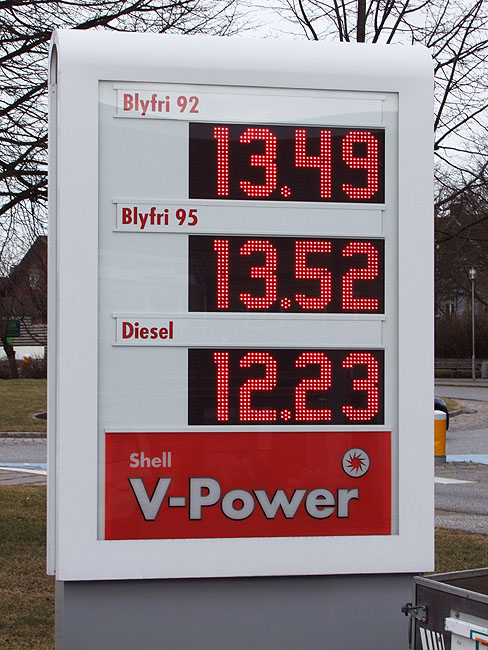 Blyfri 92
13.49
Blyfri 95
13.52
Diesel
12.23
Shell
V-Power